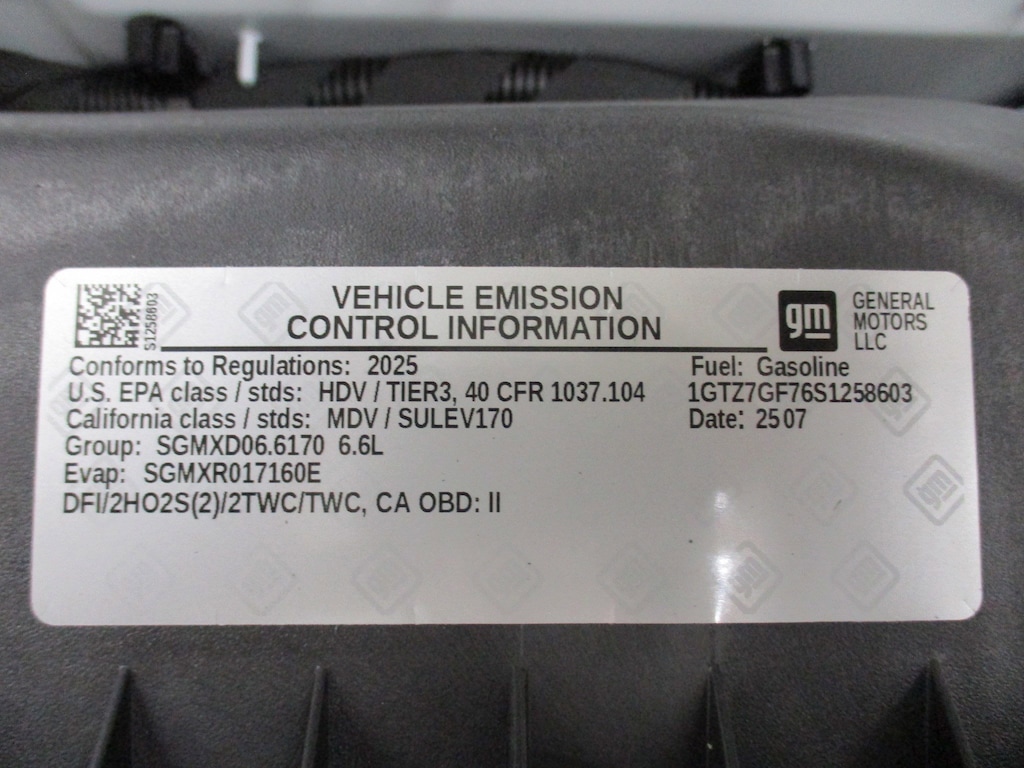 VEHICLE EMISSION
CONTROL INFORMATION
S1258603
gm
GENERAL
MOTORS
LLC
Conforms to Regulations: 2025
U.S. EPA class / stds: HDV / TIER3, 40 CFR 1037.104
California class / stds: MDV / SULEV170
Group: SGMXD06.6170 6.6L
Evap: SGMXR017160E
DFI/2HO2S(2)/2TWC/TWC, CA OBD: II
Fuel: Gasoline
1GTZ7GF76S1258603
Date: 2507